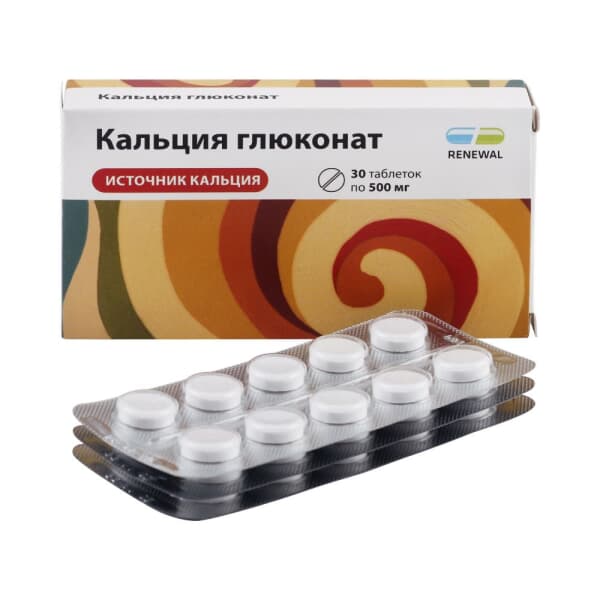 Кальция глюконат
Кальция глюконат
RENEWAL
ИСТОЧНИК КАЛЬЦИЯ
30 таблеток
по 500 мг